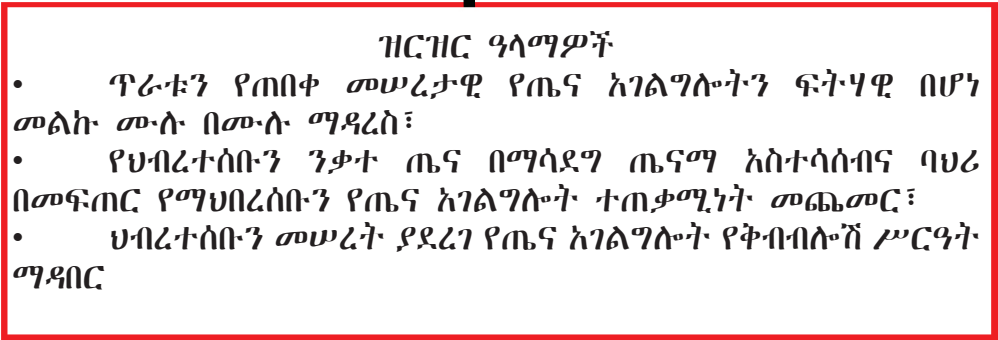 ዝርዝር ዓላማዎች
• ጥራቱን የጠበቀ መሠረታዊ የጤና አገልግሎትን ፍትሃዊ በሆነ
መልኩ ሙሉ በሙሉ ማዳረስ፣
• የህብረተሰቡን ንቃተ ጤና በማሳደግ ጤናማ አስተሳሰብና ባህሪ
በመፍጠር የማህበረሰቡን የጤና አገልግሎት ተጠቃሚነት መጨመር፣
• ህብረተሰቡን መሠረት ያደረገ የጤና አገልግሎት የቅብብሎሽ ሥርዓት
ማዳበር